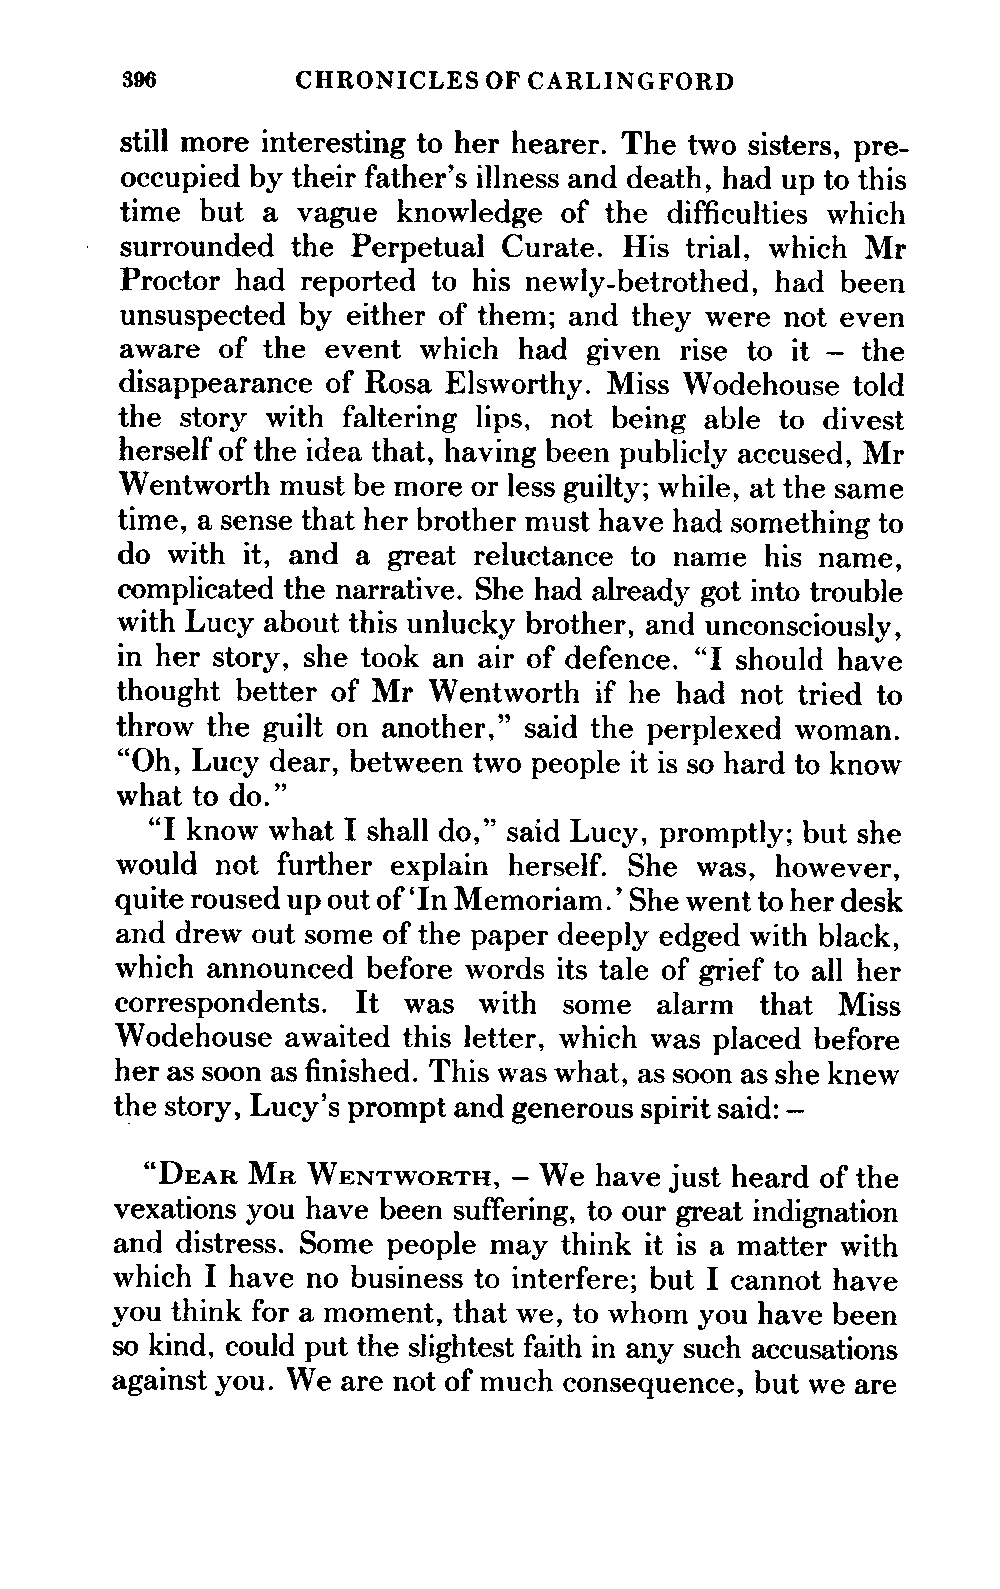 396 CHRONICLES OF CARLINGFORD
still more interesting to her hearer. The two sisters, pre-
occupied by their father's illness and death, had up to this
time but a vague knowledge of the difficulties which
surrounded the Perpetual Curate. His trial, which Mr
Proctor had reported to his newly-betrothed, had been
unsuspected by either of them; and they were not even
aware of the event which had given rise to it – the
disappearance of Rosa Elsworthy. Miss Wodehouse told
the story with faltering lips, not being able to divest
herself of the idea that, having been publicly accused, Mr
Wentworth must be more or less guilty; while, at the same
time, a sense that her brother must have had something to
do with it, and a great reluctance to name his name,
complicated the narrative. She had already got into trouble
with Lucy about this unlucky brother, and unconsciously,
in her story, she took an air of defence. “I should have
thought better of Mr Wentworth if he had not tried to
throw the guilt on another,” said the perplexed woman.
“Oh, Lucy dear, between two people it is so hard to know
what to do.”
“I know what I shall do,” said Lucy, promptly; but she
would not further explain herself. She was, however,
quite roused up out of ‘In Memoriam.’ She went to her desk
and drew out some of the paper deeply edged with black,
which announced before words its tale of grief to all her
correspondents. It was with some alarm that Miss
Wodehouse awaited this letter, which was placed before
her as soon as finished. This was what, as soon as she knew
the story, Lucy's prompt and generous spirit said: –
“DEAR MR WENTWORTH, – We have just heard of the
vexations you have been suffering, to our great indignation
and distress. Some people may think it is a matter with
which I have no business to interfere; but I cannot have
you think for a moment, that we, to whom you have been
so kind, could put the slightest faith in any such accusations
against you. We are not of much consequence, but we are